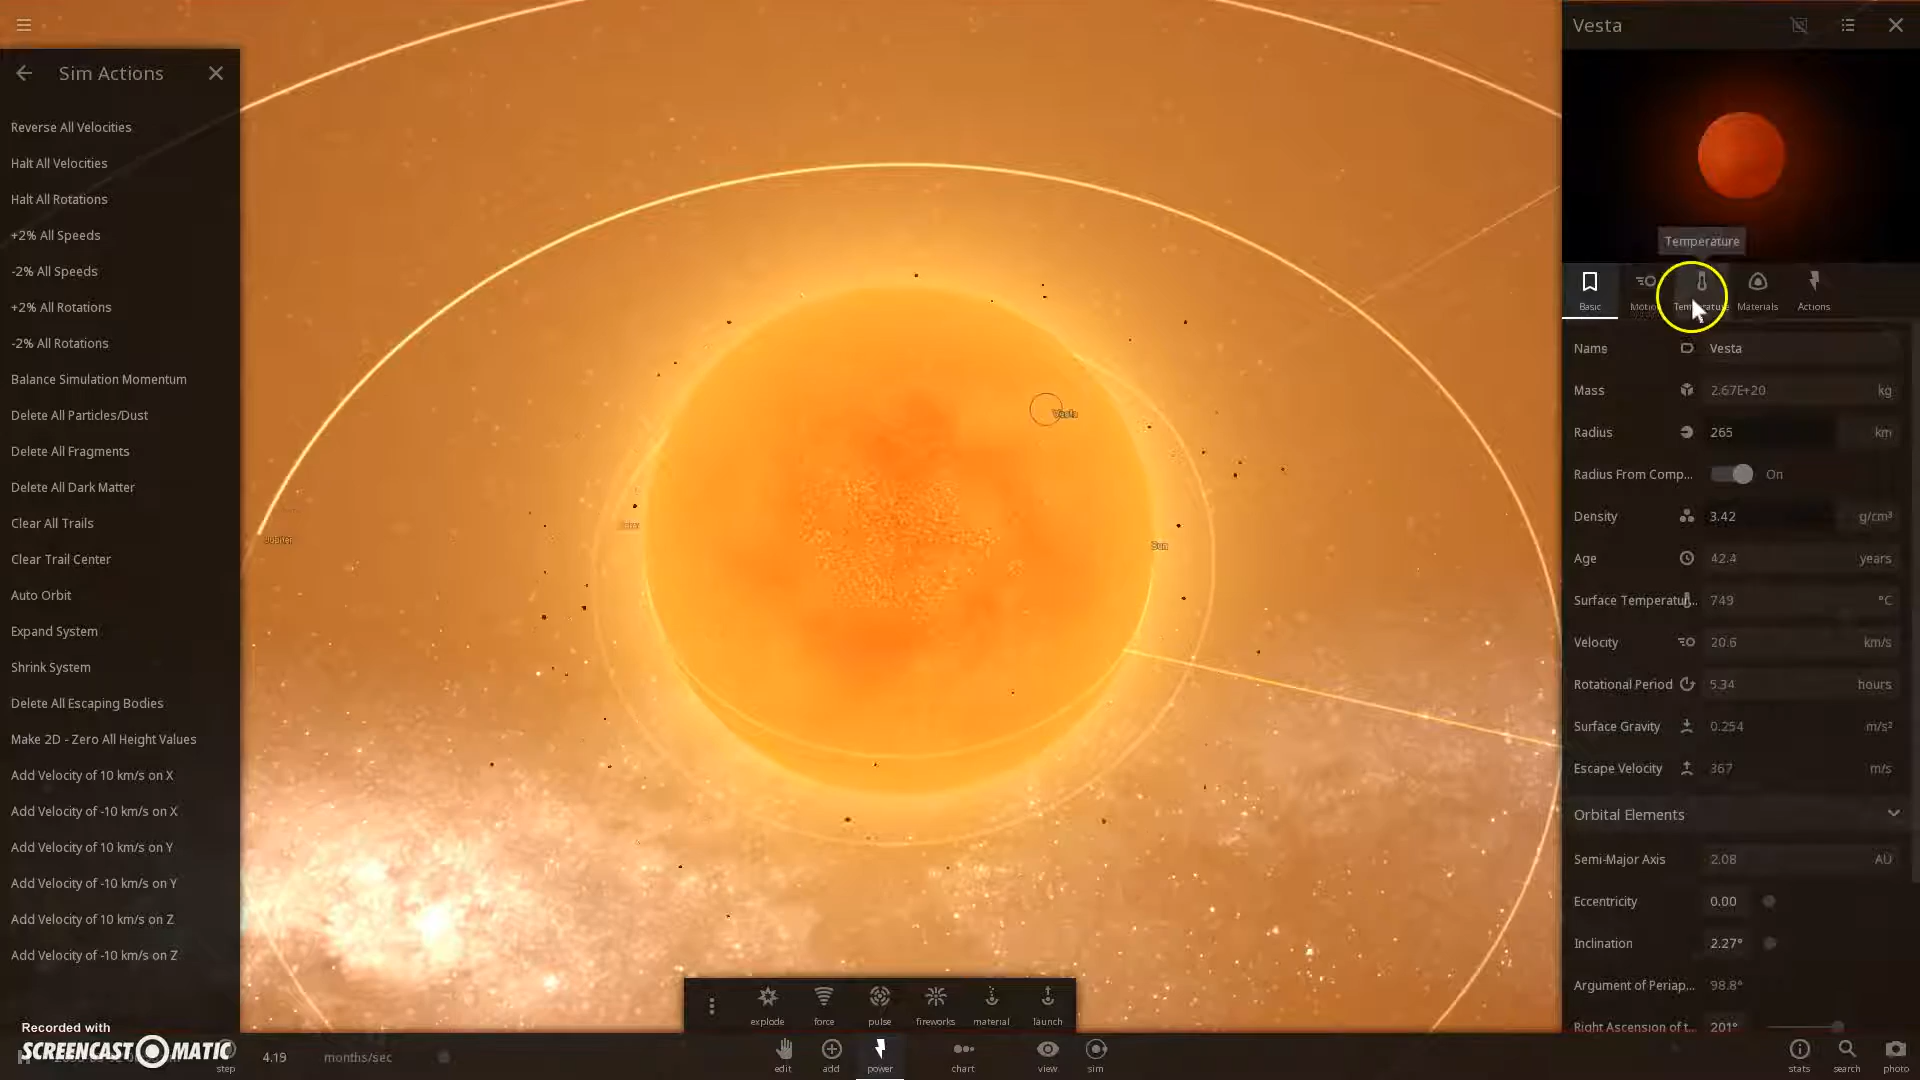 Sim Actions
Reverse All Velocities
Halt All Velocities
Halt All Rotations
+2% All Speeds
-2% All Speeds
+2% All Rotations
-2% All Rotations
Balance Simulation Momentum
Delete All Particles/Dust
Delete All Fragments
Delete All Dark Matter
Clear All Trails
Clear Trail Center
Auto Orbit
Expand System
Shrink System
Delete All Escaping Bodies
Make 2D - Zero All Height Values
Add Velocity of 10 km/s on X
Add Velocity of -10 km/s on X
Add Velocity of 10 km/s on Y
Add Velocity of -10 km/s on Y
Add Velocity of 10 km/s on Z
Add Velocity of -10 km/s on Z
Recorded with
SCREENCAST MATIC
step
4.19 months/sec
Jupiter
Vesta
Sun
explode force pulse fireworks material launch
edit add power chart view sim
Vesta
Temperature
Basic Motion Temperature Materials Actions
Name Vesta
Mass 2.67E+20 kg
Radius 265 km
Radius From Comp... On
Density 3.42 g/cm³
Age 42.4 years
Surface Temperatur... 749 °C
Velocity 20.6 km/s
Rotational Period 5.34 hours
Surface Gravity 0.254 m/s²
Escape Velocity 367 m/s
Orbital Elements
Semi-Major Axis 2.08 AU
Eccentricity 0.00
Inclination 2.27°
Argument of Periap... 98.8°
Right Ascension of t... 201°
stats search photo